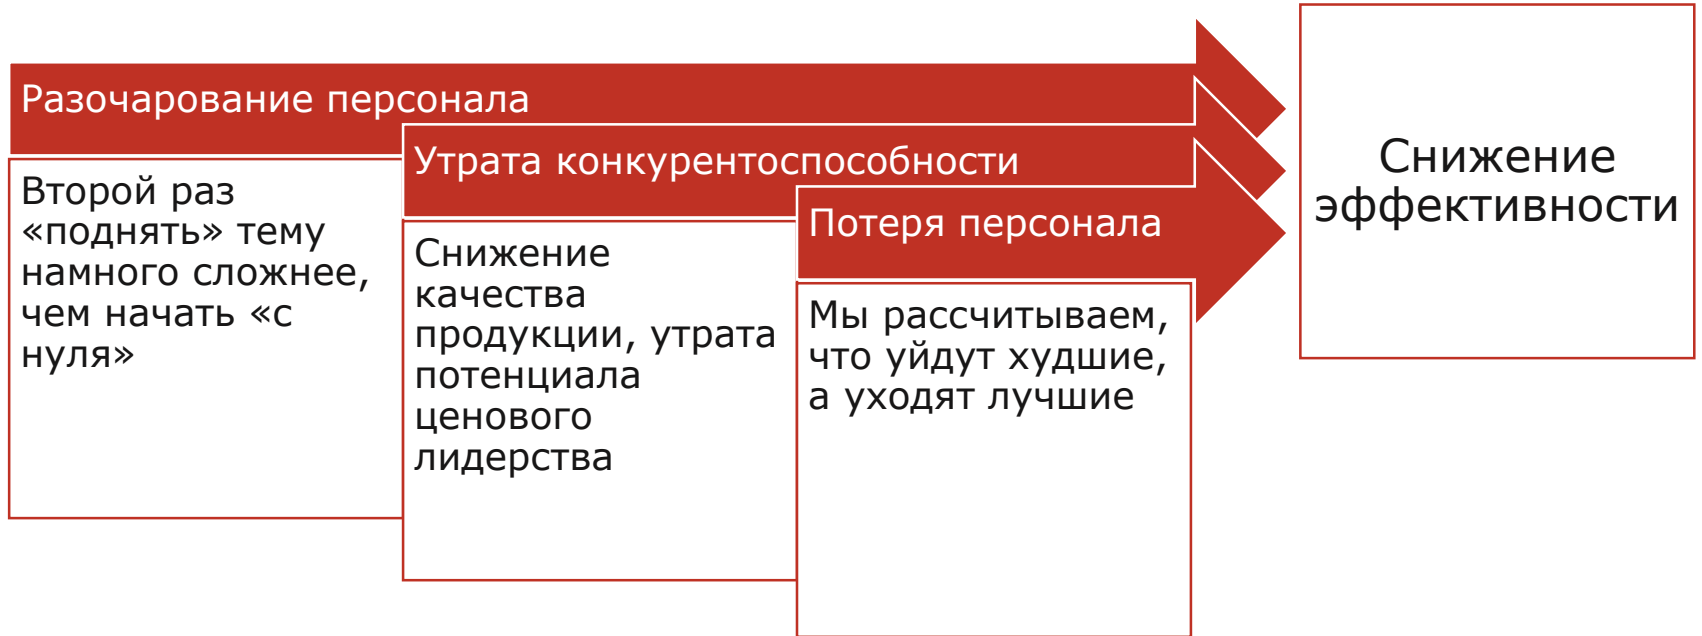 Разочарование персонала
Второй раз
«поднять» тему
намного сложнее,
чем начать «с
нуля»
Утрата конкурентоспособности
Снижение
качества
продукции, утрата
потенциала
ценового
лидерства
Потеря персонала
Мы рассчитываем,
что уйдут худшие,
а уходят лучшие
Снижение
эффективности